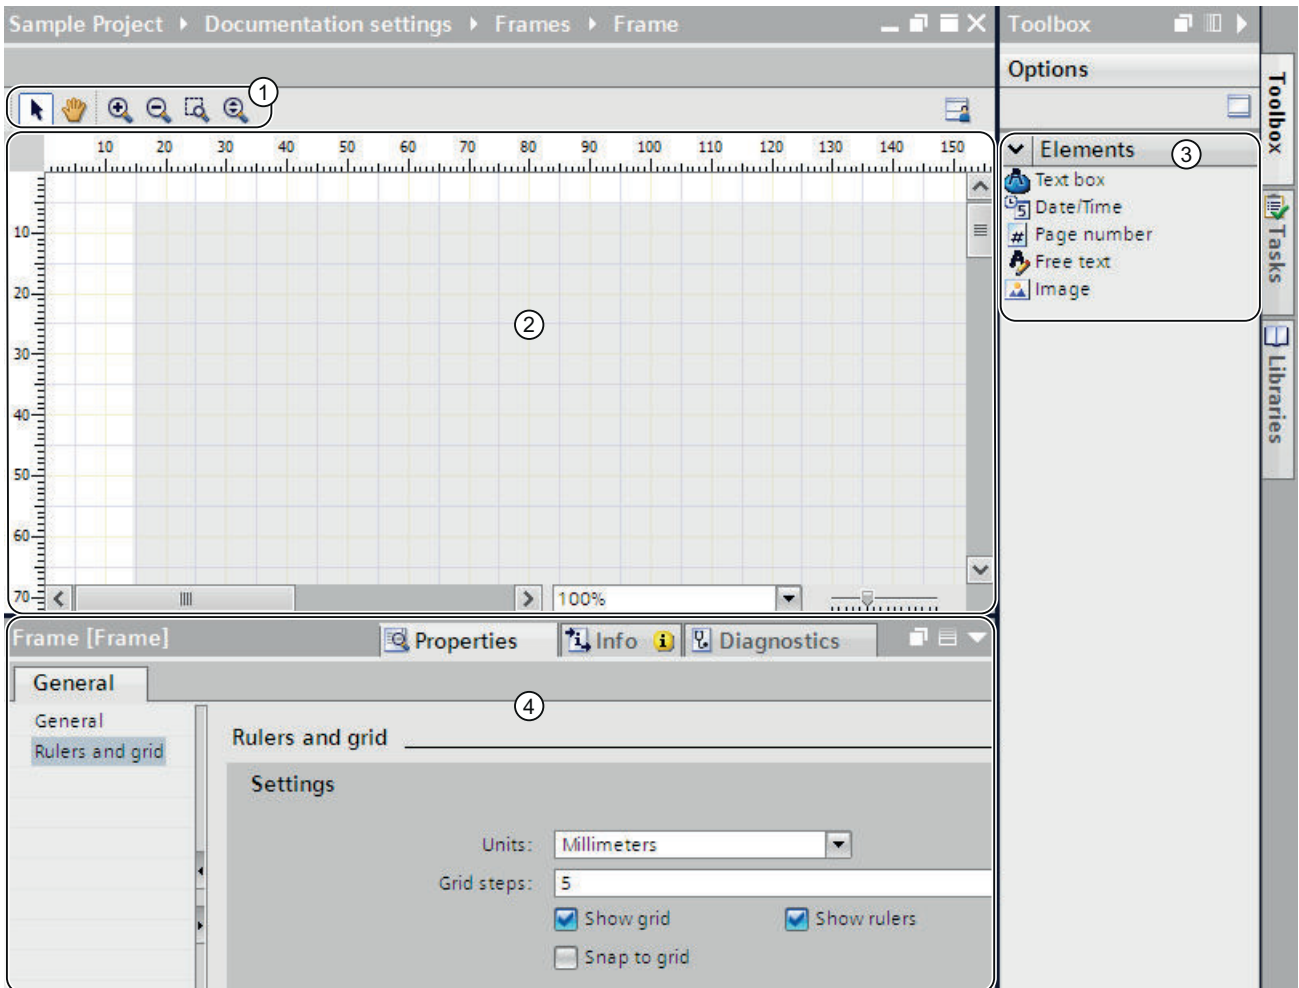 Sample Project Documentation settings Frames Frame
Toolbox
Options
1
10 20 30 40 50 60 70 80 90 100 110 120 130 140 150
10
20
30
40
50
60
70
2
100%
Elements 3
Text box
5 Date/Time
# Page number
Free text
Image
Toolbox
Tasks
Libraries
Frame [Frame]
Properties
Info
Diagnostics
General
4
General
Rulers and grid
Rulers and grid
Settings
Units: Millimeters
Grid steps: 5
Show grid Show rulers
Snap to grid